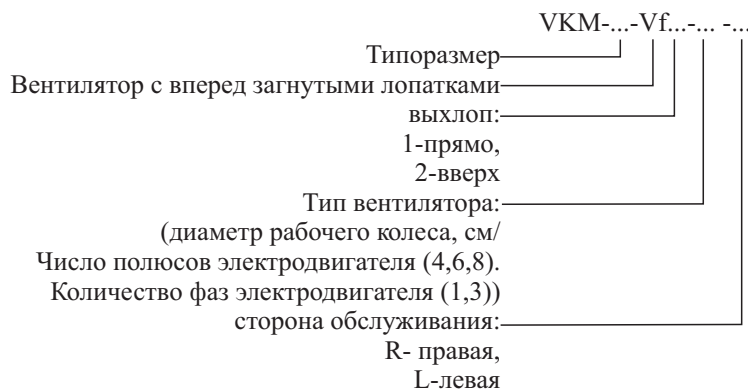 VKM-...-Vf...-... -...
Типоразмер
Вентилятор с вперед загнутыми лопатками
выхлоп:
1-прямо,
2-вверх
Тип вентилятора:
(диаметр рабочего колеса, см/
Число полюсов электродвигателя (4,6,8).
Количество фаз электродвигателя (1,3))
сторона обслуживания:
R- правая,
L-левая